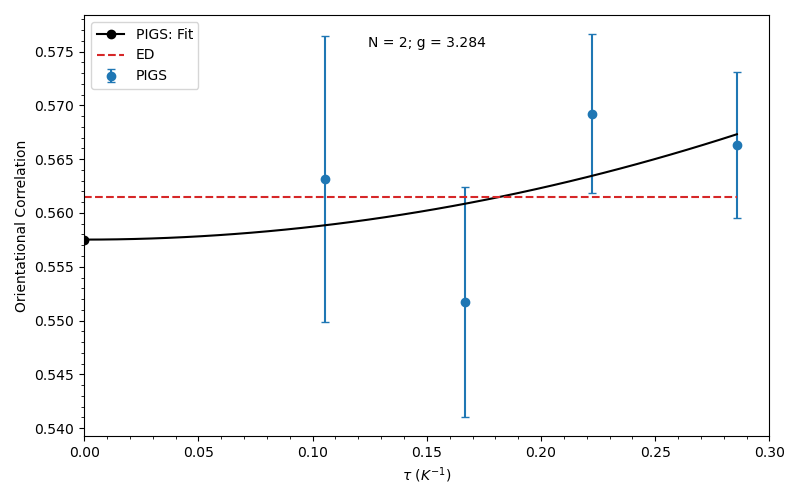 N = 2; g = 3.284
PIGS: Fit
ED
PIGS
Orientational Correlation
0.575
0.570
0.565
0.560
0.555
0.550
0.545
0.540
0.00
0.05
0.10
0.15
0.20
0.25
0.30
τ (K⁻¹)